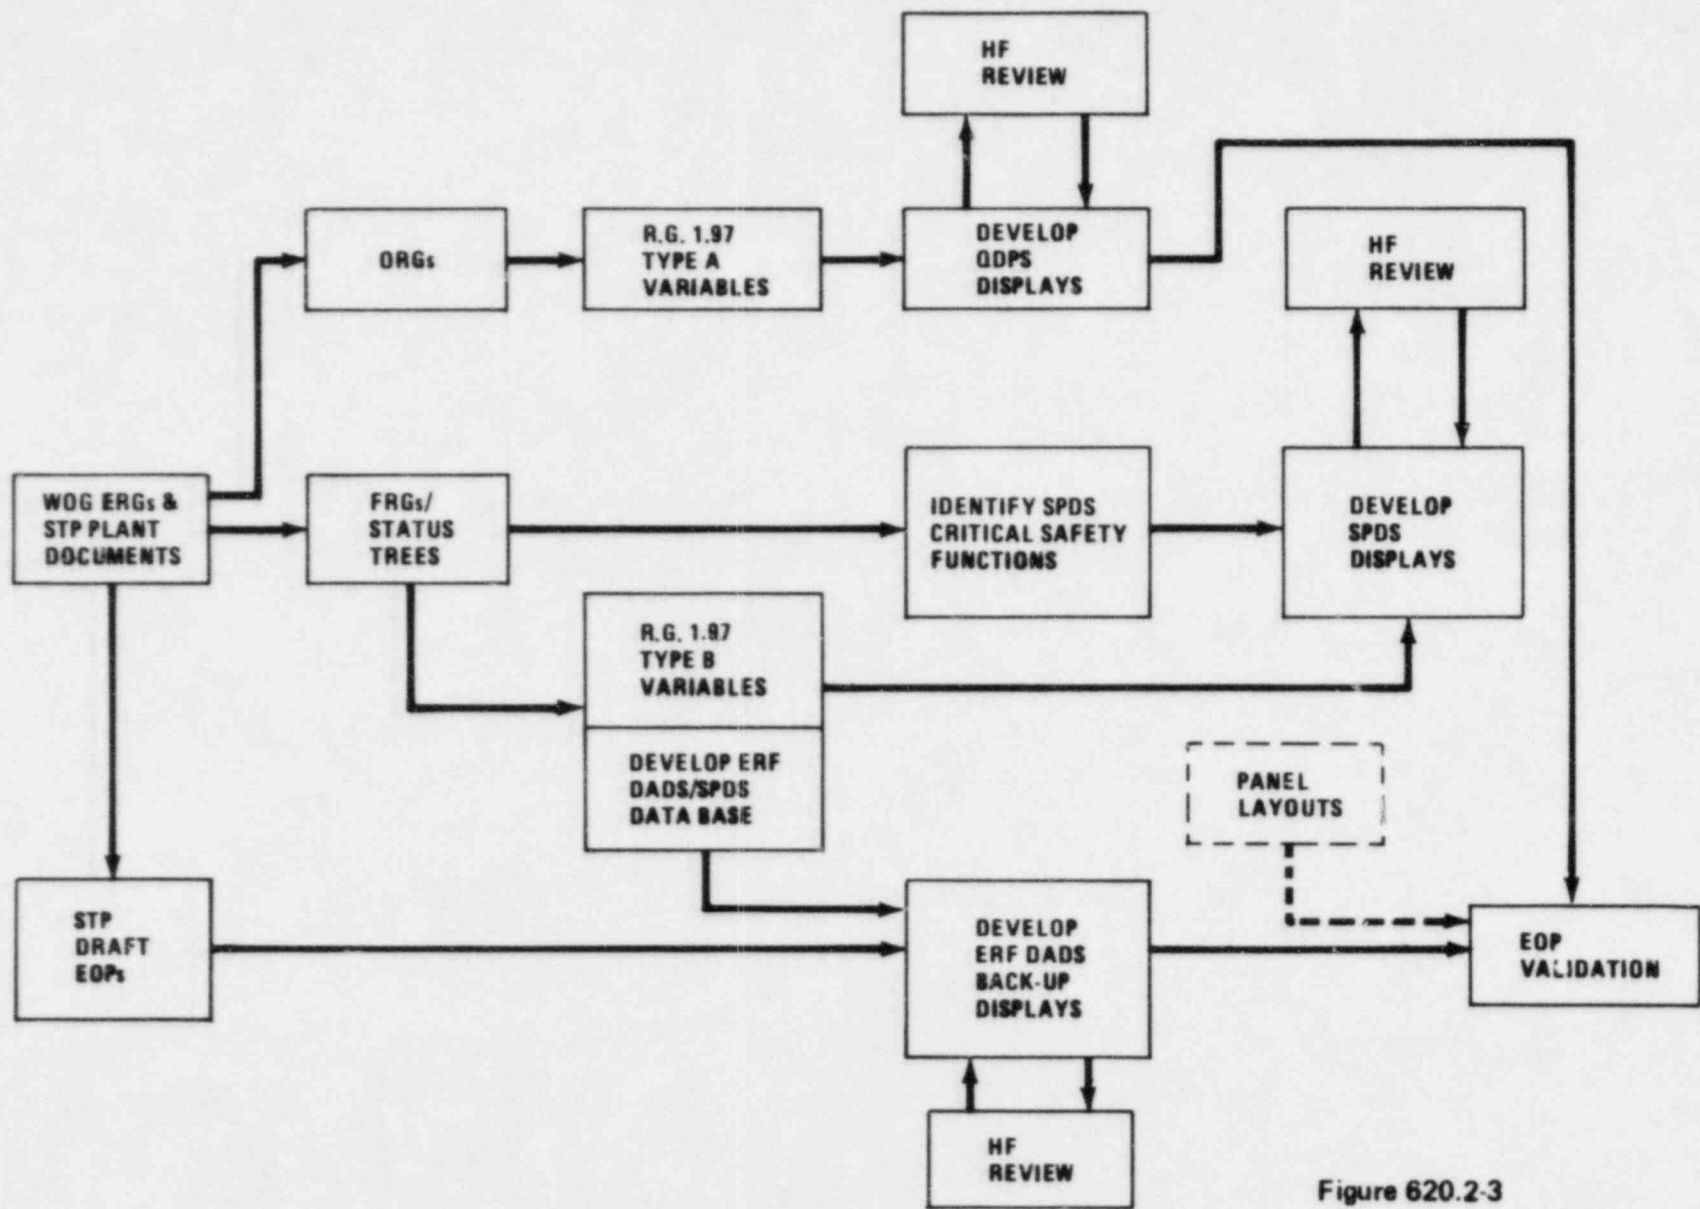 HF
REVIEW
ORGs
R.G. 1.97
TYPE A
VARIABLES
DEVELOP
QDPS
DISPLAYS
HF
REVIEW
WOG ERGs &
STP PLANT
DOCUMENTS
FRGs/
STATUS
TREES
IDENTIFY SPDS
CRITICAL SAFETY
FUNCTIONS
DEVELOP
SPDS
DISPLAYS
R.G. 1.97
TYPE B
VARIABLES
DEVELOP ERF
DADS/SPDS
DATA BASE
PANEL
LAYOUTS
STP
DRAFT
EOPs
DEVELOP
ERF DADS
BACK-UP
DISPLAYS
EOP
VALIDATION
HF
REVIEW
Figure 620.2-3